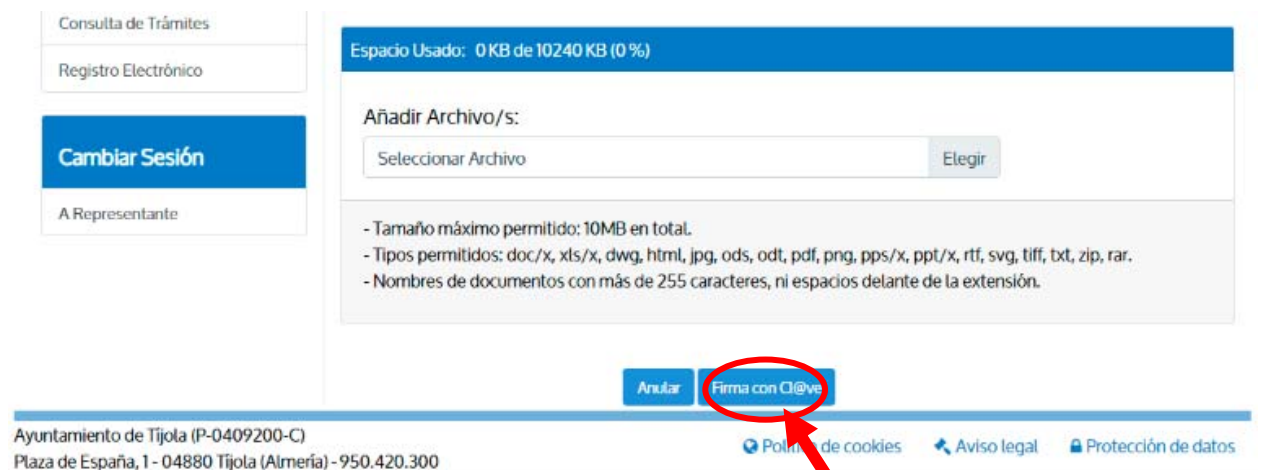 Consulta de Trámites
Registro Electrónico
Cambiar Sesión
A Representante
Espacio Usado: 0 KB de 10240 KB (0 %)
Añadir Archivo/s:
Seleccionar Archivo
Elegir
- Tamaño máximo permitido: 10MB en total.
- Tipos permitidos: doc/x, xls/x, dwg, html, jpg, ods, odt, pdf, png, pps/x, ppt/x, rtf, svg, tiff, txt, zip, rar.
- Nombres de documentos con más de 255 caracteres, ni espacios delante de la extensión.
Anular
Firma con Cl@ve
Ayuntamiento de Tíjola (P-0409200-C)
Plaza de España, 1 - 04880 Tíjola (Almería) - 950.420.300
Política de cookies
Aviso legal
Protección de datos